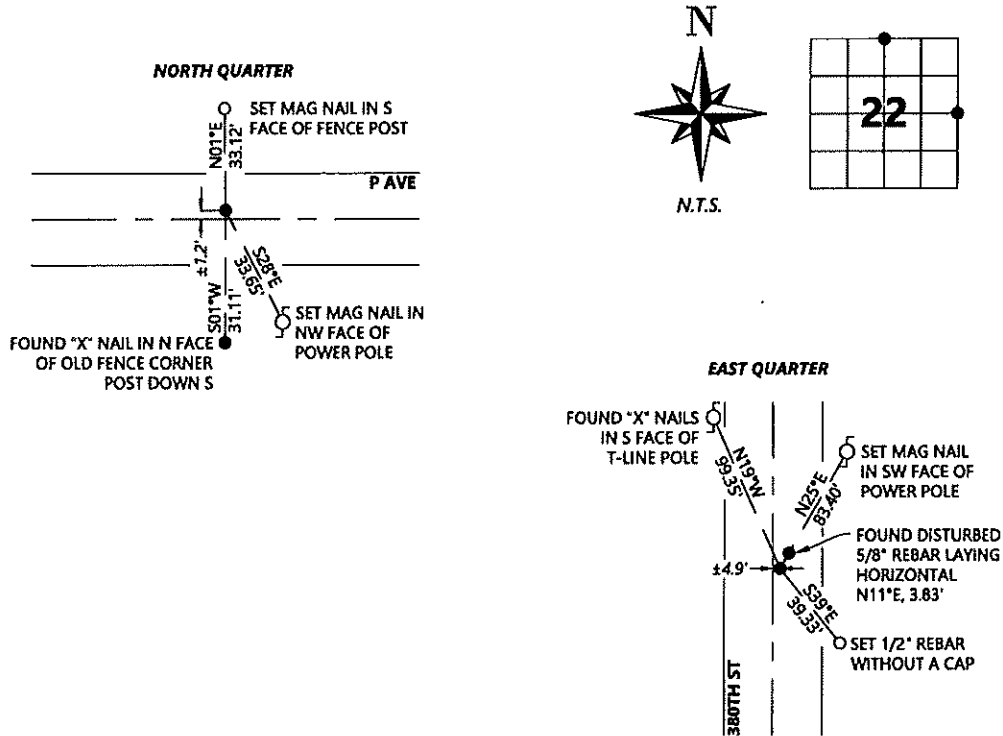 NORTH QUARTER
SET MAG NAIL IN S
FACE OF FENCE POST
N01°E
33.12'
P AVE
±1.2'
S28°E
33.65'
S01°W
31.11'
SET MAG NAIL IN
NW FACE OF
POWER POLE
FOUND "X" NAIL IN N FACE
OF OLD FENCE CORNER
POST DOWN S
N
N.T.S.
22
EAST QUARTER
FOUND "X" NAILS
IN S FACE OF
T-LINE POLE
N19°W
99.35'
SET MAG NAIL
IN SW FACE OF
POWER POLE
N25°E
83.40'
FOUND DISTURBED
5/8" REBAR LAYING
HORIZONTAL
N11°E, 3.83'
±4.9'
S39°E
39.33'
SET 1/2" REBAR
WITHOUT A CAP
380TH ST